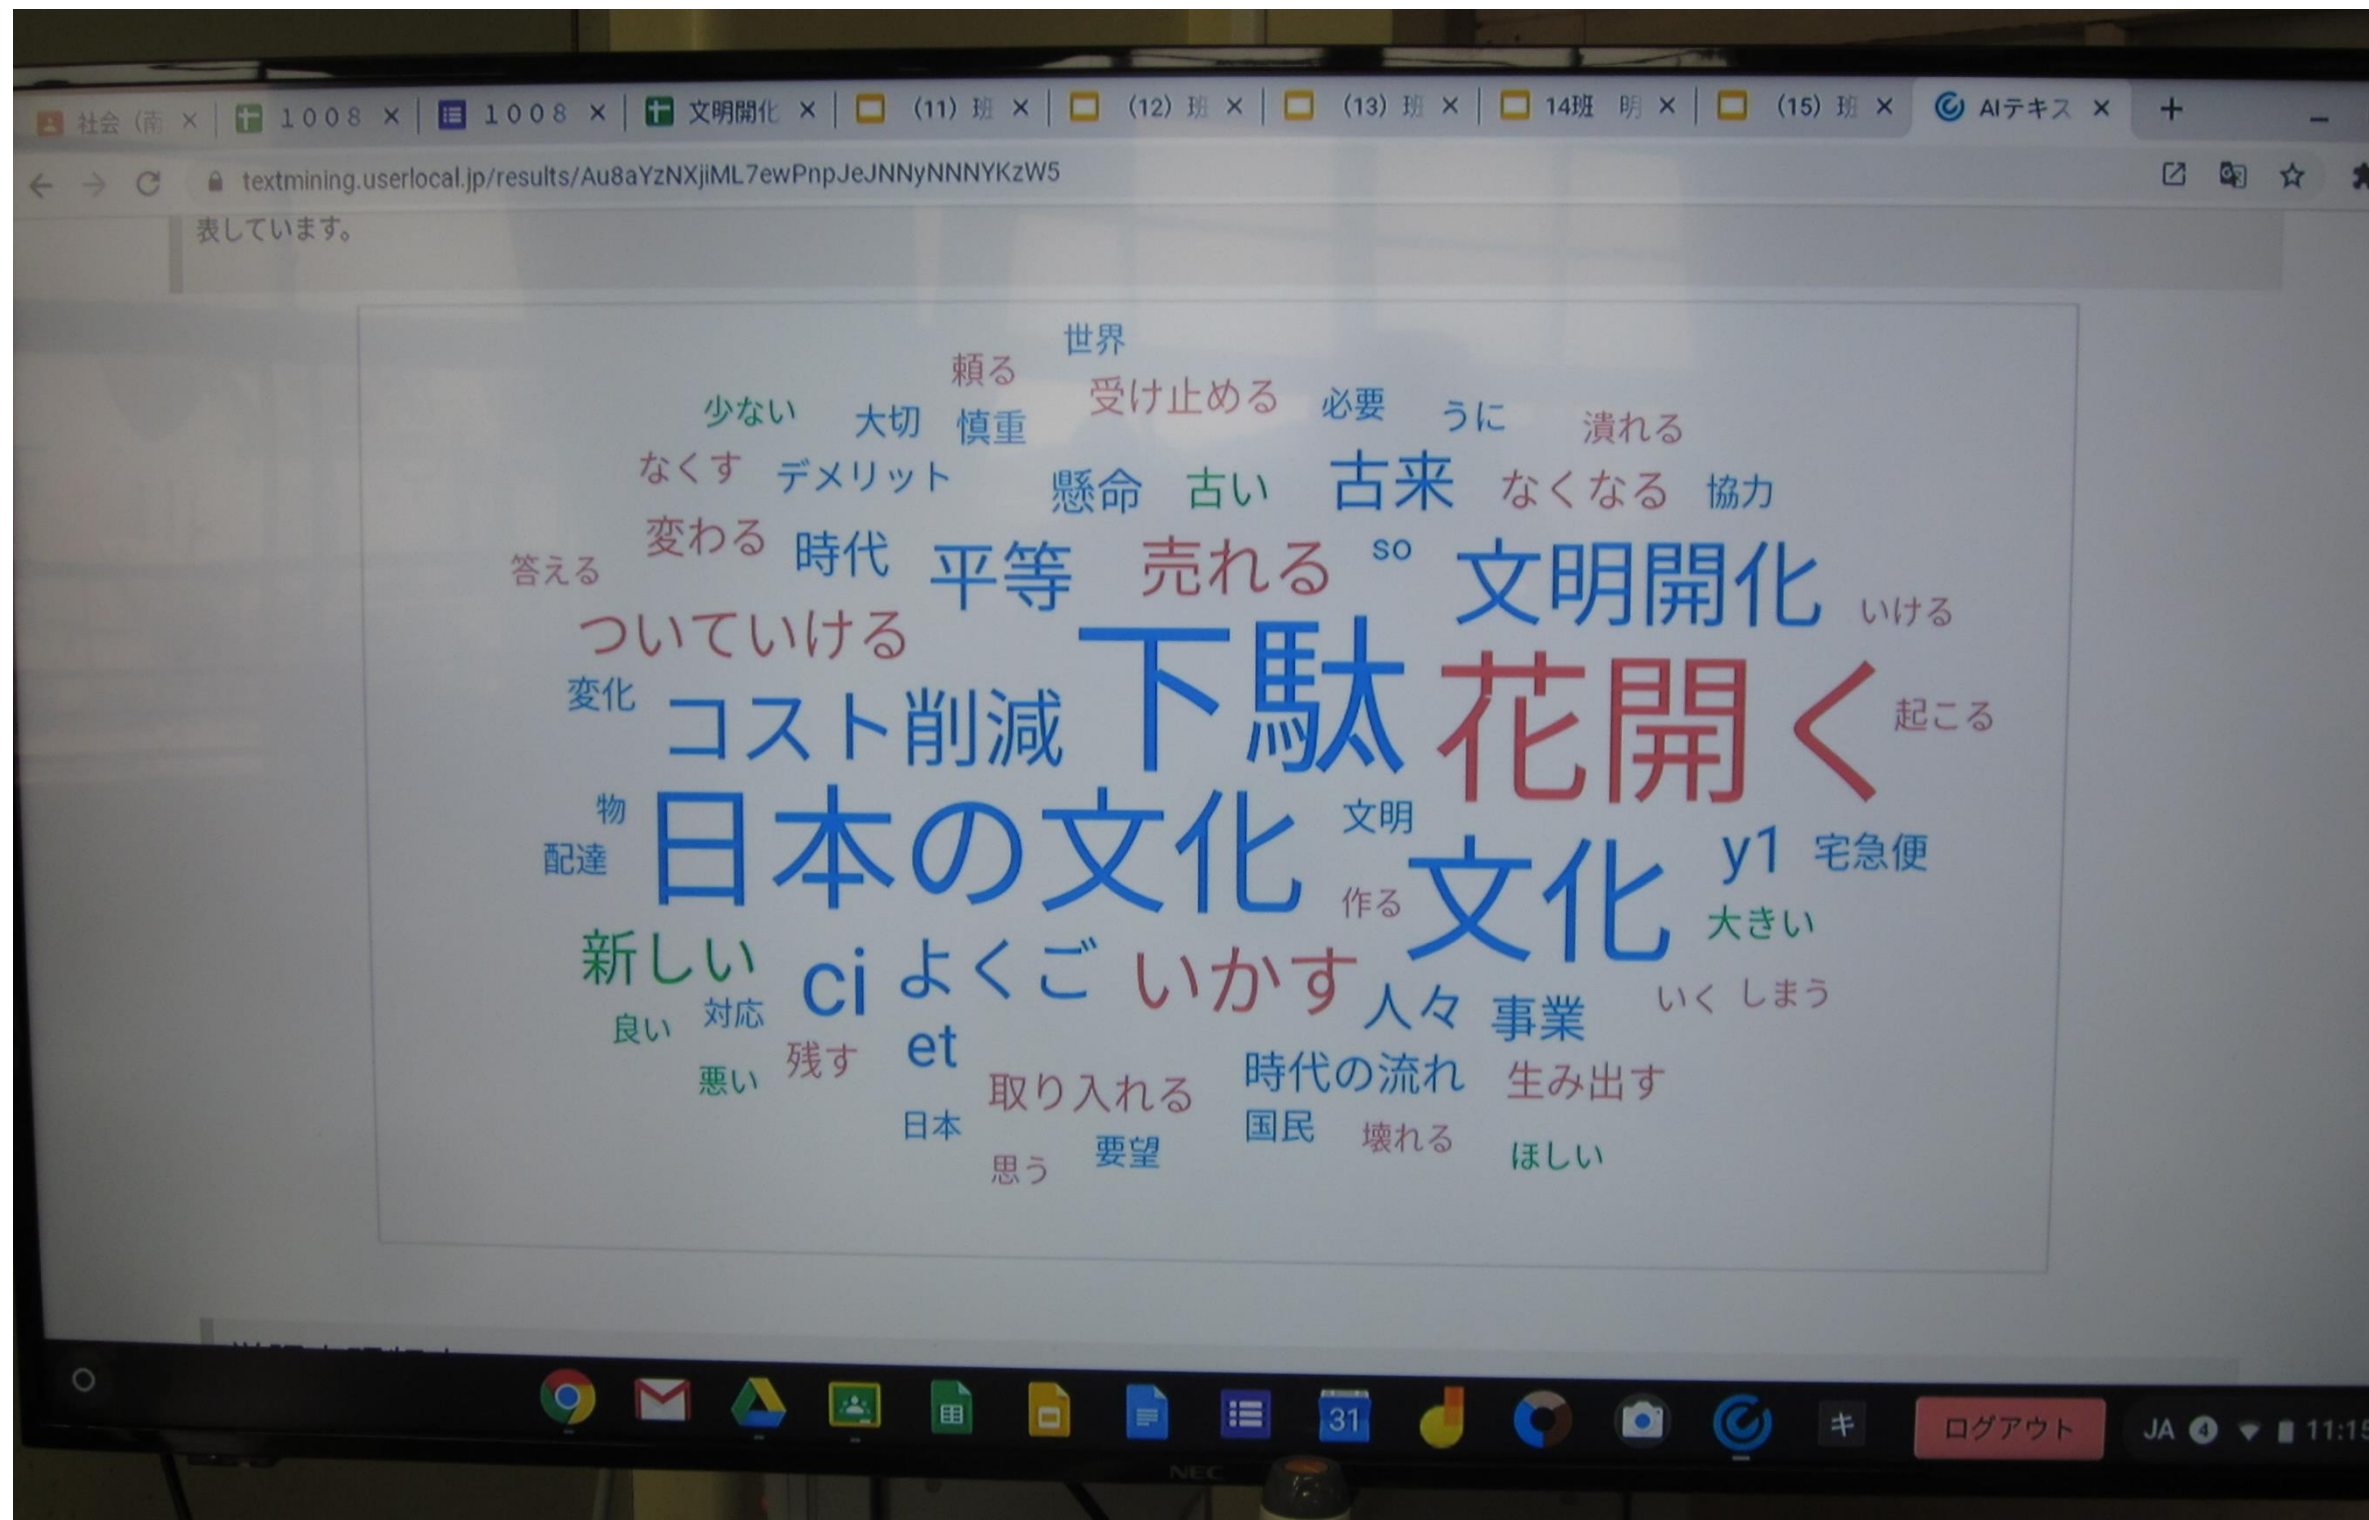 社会（南
1008
1008
文明開化
（11）班
（12）班
（13）班
14班 明
（15）班
AIテキス
textmining.userlocal.jp/results/Au8aYzNXjiML7ewPnpJeJNNyNNNYKzW5
表しています。
世界
頼る
受け止める
少ない 大切 慎重 必要 うに 潰れる
なくす デメリット 懸命 古い 古来 なくなる 協力
答える 変わる 時代 平等 売れる so 文明開化 いける
ついていける
変化 コスト削減 下駄 花開く 起こる
物 日本の文化 文明 y1 宅急便
配達 作る 文化 大きい
新しい ci よくご いかす 人々 事業 いく しまう
良い 対応
悪い 残す et 取り入れる 時代の流れ 生み出す
日本 要望 国民 壊れる ほしい
思う
31
キ
ログアウト
JA 4
NEC